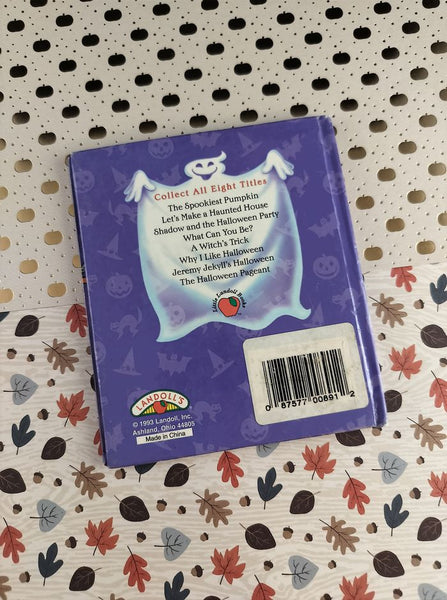 Collect All Eight Titles
The Spookiest Pumpkin
Let's Make a Haunted House
Shadow and the Halloween Party
What Can You Be?
A Witch's Trick
Why I Like Halloween
Jeremy Jekyll's Halloween
The Halloween Pageant
Little Landoll Books
LANDOLL'S
© 1993 Landoll, Inc.
Ashland, Ohio 44805
Made in China
0 87577 00891 2